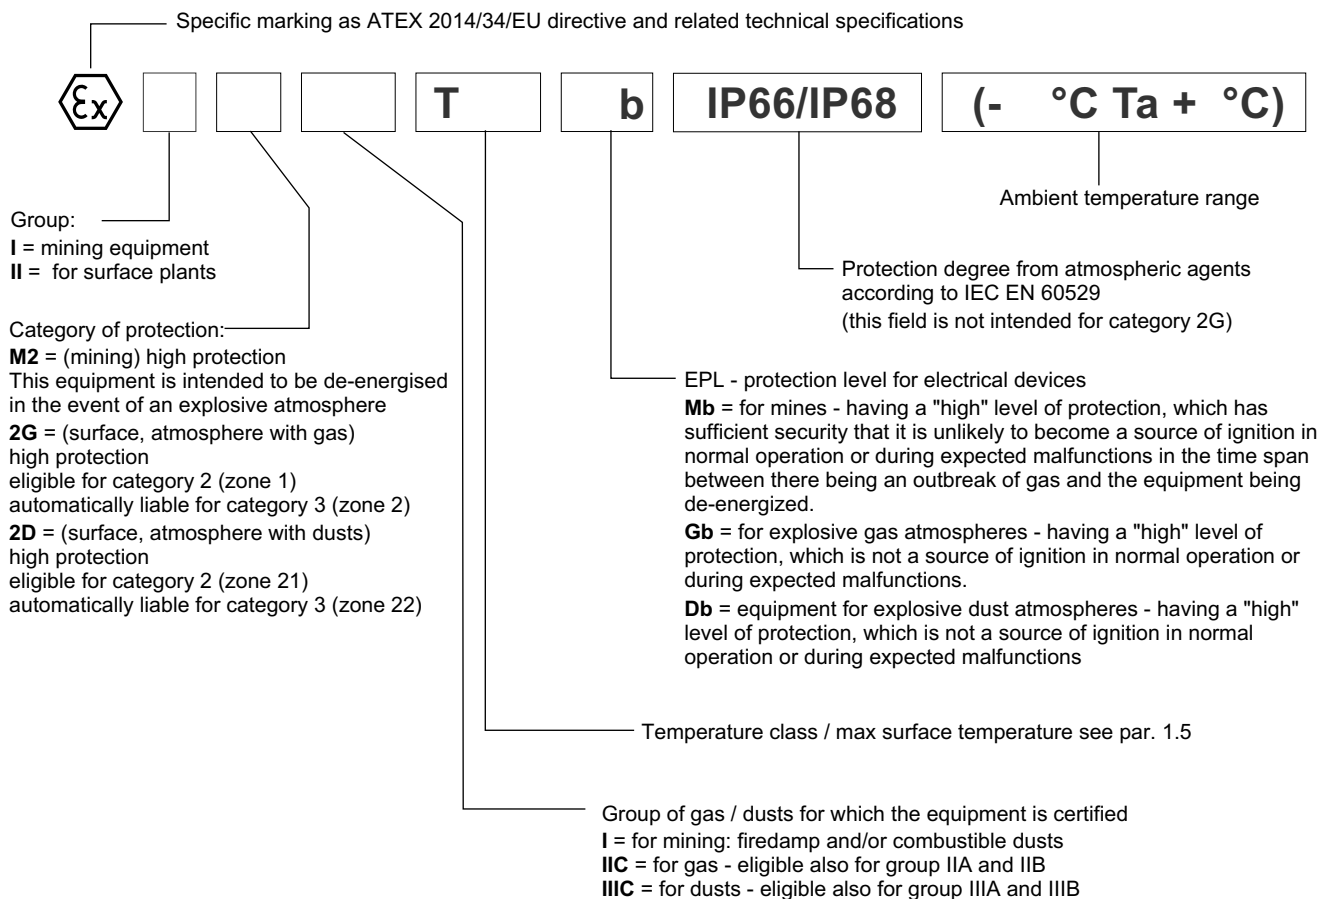 Specific marking as ATEX 2014/34/EU directive and related technical specifications
Ex T b IP66/IP68 (- °C Ta + °C)
Ambient temperature range
Group:
I = mining equipment
II = for surface plants
Protection degree from atmospheric agents
according to IEC EN 60529
(this field is not intended for category 2G)
Category of protection:
M2 = (mining) high protection
This equipment is intended to be de-energised
in the event of an explosive atmosphere
2G = (surface, atmosphere with gas)
high protection
eligible for category 2 (zone 1)
automatically liable for category 3 (zone 2)
2D = (surface, atmosphere with dusts)
high protection
eligible for category 2 (zone 21)
automatically liable for category 3 (zone 22)
EPL - protection level for electrical devices
Mb = for mines - having a "high" level of protection, which has
sufficient security that it is unlikely to become a source of ignition in
normal operation or during expected malfunctions in the time span
between there being an outbreak of gas and the equipment being
de-energized.
Gb = for explosive gas atmospheres - having a "high" level of
protection, which is not a source of ignition in normal operation or
during expected malfunctions.
Db = equipment for explosive dust atmospheres - having a "high"
level of protection, which is not a source of ignition in normal
operation or during expected malfunctions
Temperature class / max surface temperature see par. 1.5
Group of gas / dusts for which the equipment is certified
I = for mining: firedamp and/or combustible dusts
IIC = for gas - eligible also for group IIA and IIB
IIIC = for dusts - eligible also for group IIIA and IIIB